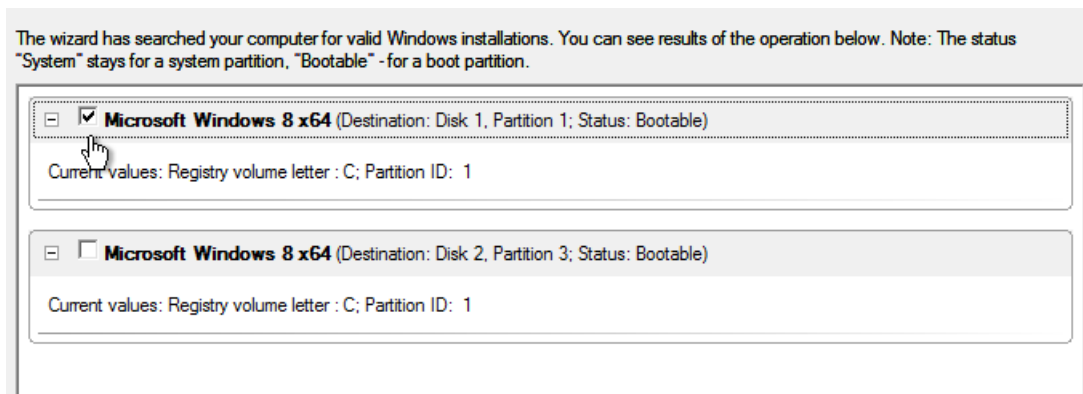 The wizard has searched your computer for valid Windows installations. You can see results of the operation below. Note: The status
"System" stays for a system partition, "Bootable" - for a boot partition.
Microsoft Windows 8 x64 (Destination: Disk 1, Partition 1; Status: Bootable)
Current values: Registry volume letter : C; Partition ID: 1
Microsoft Windows 8 x64 (Destination: Disk 2, Partition 3; Status: Bootable)
Current values: Registry volume letter : C; Partition ID: 1